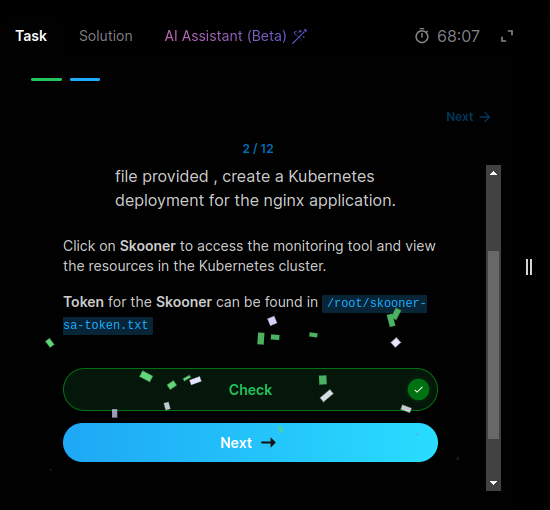 Task Solution AI Assistant (Beta) 68:07
Next →
2 / 12
file provided , create a Kubernetes
deployment for the nginx application.
Click on Skooner to access the monitoring tool and view
the resources in the Kubernetes cluster.
Token for the Skooner can be found in /root/skooner-
sa-token.txt
Check
Next →